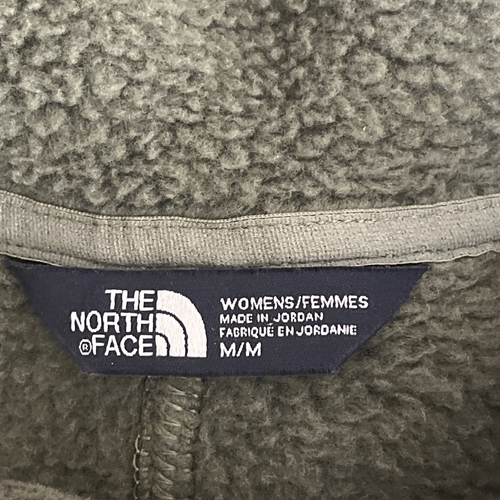 THE
NORTH
®FACE
WOMENS/FEMMES
MADE IN JORDAN
FABRIQUÉ EN JORDANIE
M/M